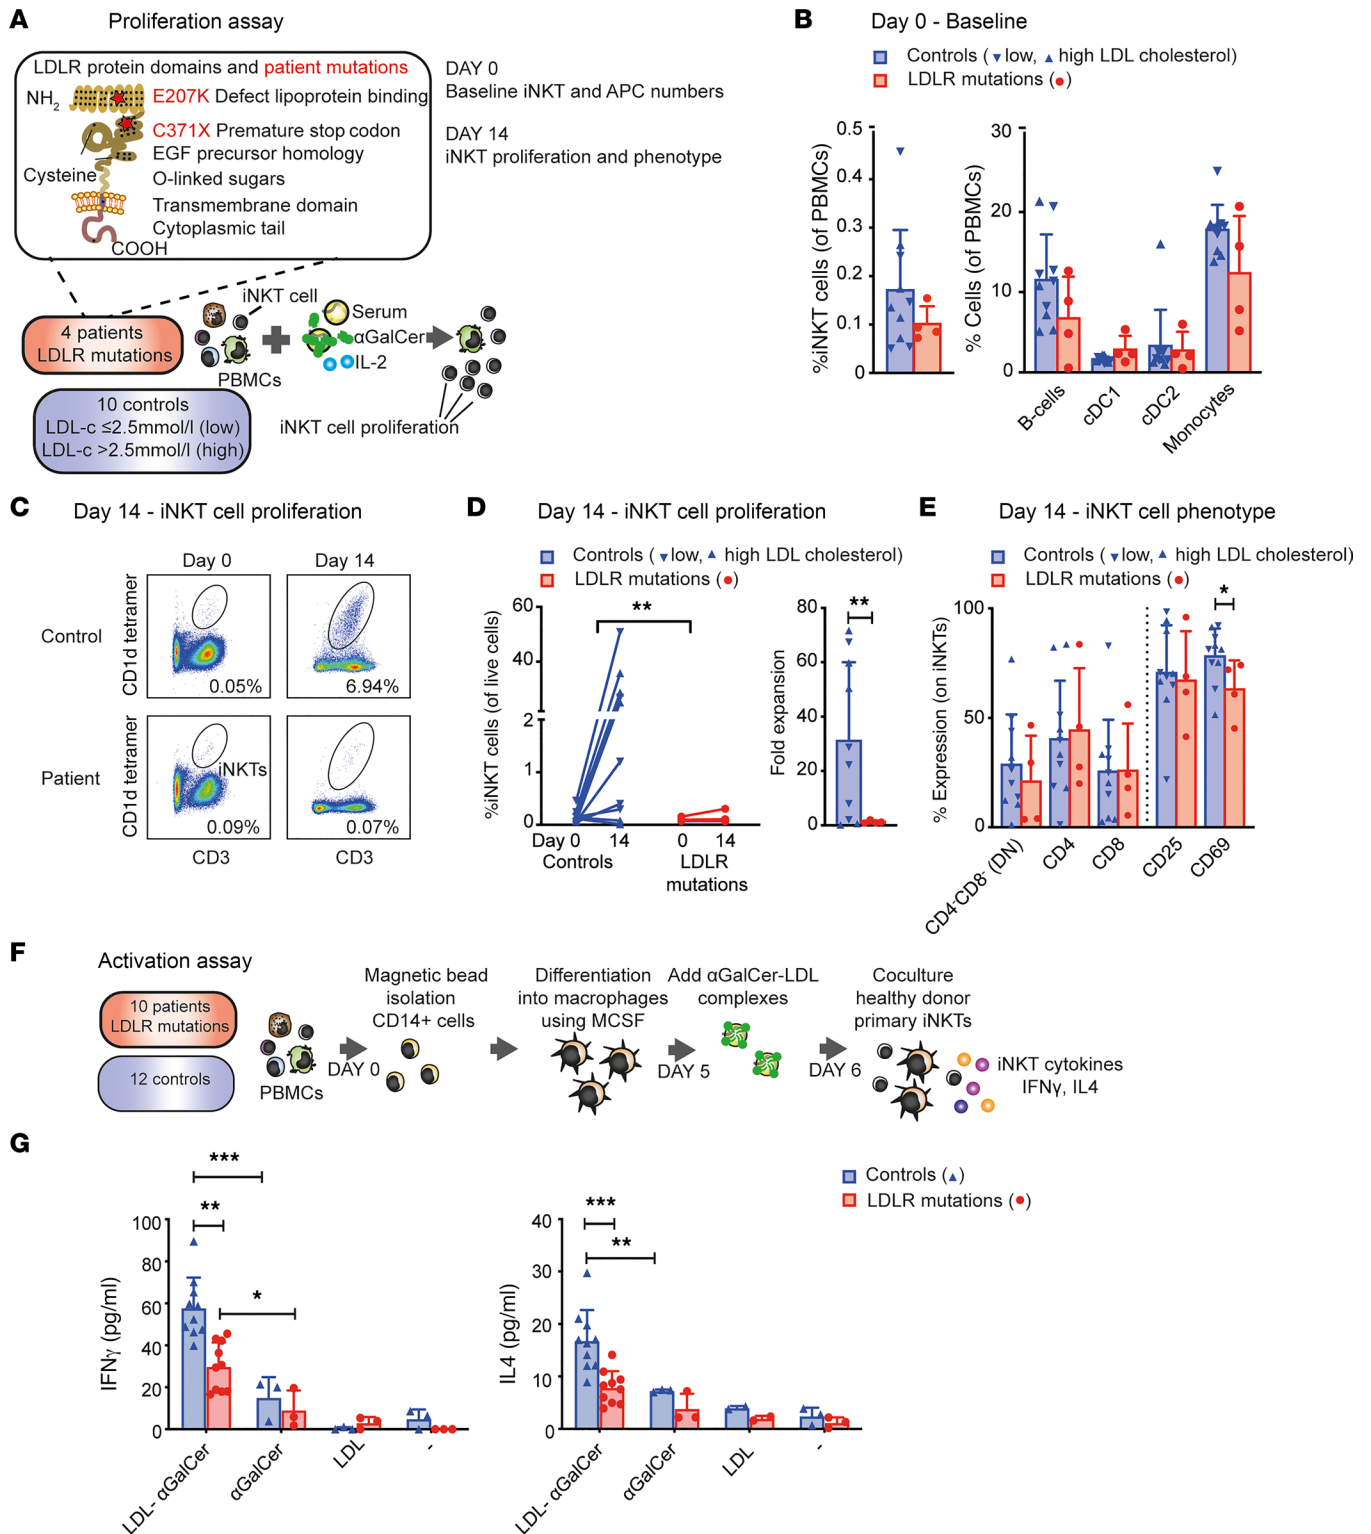 A
Proliferation assay
LDLR protein domains and patient mutations
NH2
E207K Defect lipoprotein binding
C371X Premature stop codon
EGF precursor homology
Cysteine
O-linked sugars
Transmembrane domain
Cytoplasmic tail
COOH
DAY 0
Baseline iNKT and APC numbers
DAY 14
iNKT proliferation and phenotype
4 patients
LDLR mutations
10 controls
LDL-c ≤2.5mmol/l (low)
LDL-c >2.5mmol/l (high)
iNKT cell
PBMCs
Serum
αGalCer
IL-2
iNKT cell proliferation
B
Day 0 - Baseline
Controls (▼low, ▲ high LDL cholesterol)
LDLR mutations (●)
%iNKT cells (of PBMCs)
0.5
0.4
0.3
0.2
0.1
0
% Cells (of PBMCs)
30
20
10
0
B-cells
cDC1
cDC2
Monocytes
C
Day 14 - iNKT cell proliferation
Day 0
Day 14
Control
CD1d tetramer
0.05%
6.94%
Patient
CD1d tetramer
iNKTs
0.09%
0.07%
CD3
CD3
D
Day 14 - iNKT cell proliferation
Controls (▼low, ▲ high LDL cholesterol)
LDLR mutations (●)
%iNKT cells (of live cells)
60
40
2
1
0
**
Day 0
14
0
14
Controls
LDLR
mutations
Fold expansion
80
60
40
20
0
**
E
Day 14 - iNKT cell phenotype
Controls (▼low, ▲ high LDL cholesterol)
LDLR mutations (●)
% Expression (on iNKTs)
100
50
0
*
CD4-CD8- (DN)
CD4
CD8
CD25
CD69
F
Activation assay
10 patients
LDLR mutations
12 controls
PBMCs
DAY 0
Magnetic bead
isolation
CD14+ cells
Differentiation
into macrophages
using MCSF
DAY 5
Add αGalCer-LDL
complexes
DAY 6
Coculture
healthy donor
primary iNKTs
iNKT cytokines
IFNγ, IL4
G
Controls (▲)
LDLR mutations (●)
IFNγ (pg/ml)
100
80
60
40
20
0
***
**
*
LDL- αGalCer
αGalCer
LDL
-
IL4 (pg/ml)
40
30
20
10
0
***
**
LDL- αGalCer
αGalCer
LDL
-